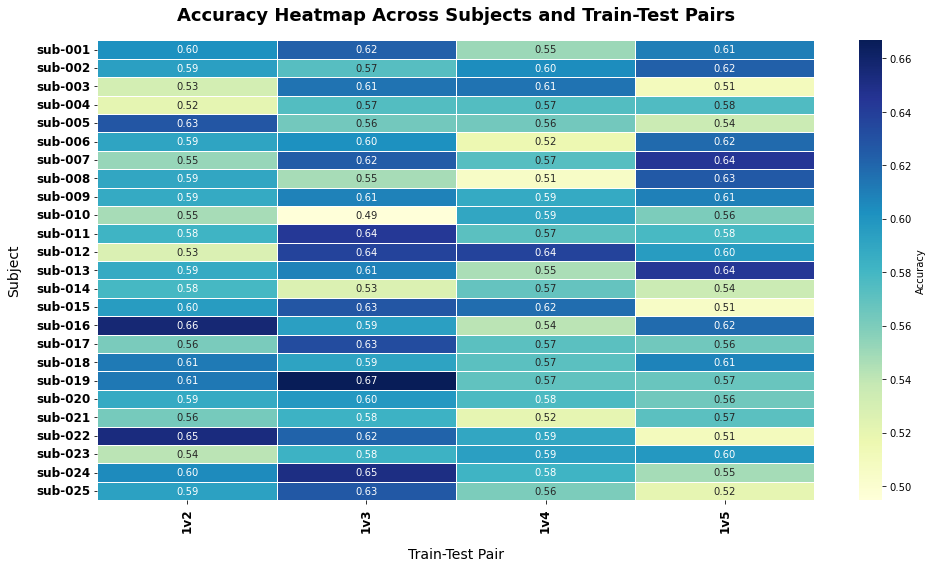 Accuracy Heatmap Across Subjects and Train-Test Pairs
sub-001 0.60 0.62 0.55 0.61
sub-002 0.59 0.57 0.60 0.62
sub-003 0.53 0.61 0.61 0.51
sub-004 0.52 0.57 0.57 0.58
sub-005 0.63 0.56 0.56 0.54
sub-006 0.59 0.60 0.52 0.62
sub-007 0.55 0.62 0.57 0.64
sub-008 0.59 0.55 0.51 0.63
sub-009 0.59 0.61 0.59 0.61
sub-010 0.55 0.49 0.59 0.56
sub-011 0.58 0.64 0.57 0.58
sub-012 0.53 0.64 0.64 0.60
sub-013 0.59 0.61 0.55 0.64
sub-014 0.58 0.53 0.57 0.54
sub-015 0.60 0.63 0.62 0.51
sub-016 0.66 0.59 0.54 0.62
sub-017 0.56 0.63 0.57 0.56
sub-018 0.61 0.59 0.57 0.61
sub-019 0.61 0.67 0.57 0.57
sub-020 0.59 0.60 0.58 0.56
sub-021 0.56 0.58 0.52 0.57
sub-022 0.65 0.62 0.59 0.51
sub-023 0.54 0.58 0.59 0.60
sub-024 0.60 0.65 0.58 0.55
sub-025 0.59 0.63 0.56 0.52
1v2 1v3 1v4 1v5
Train-Test Pair
Subject
0.66
0.64
0.62
0.60
0.58
0.56
0.54
0.52
0.50
Accuracy